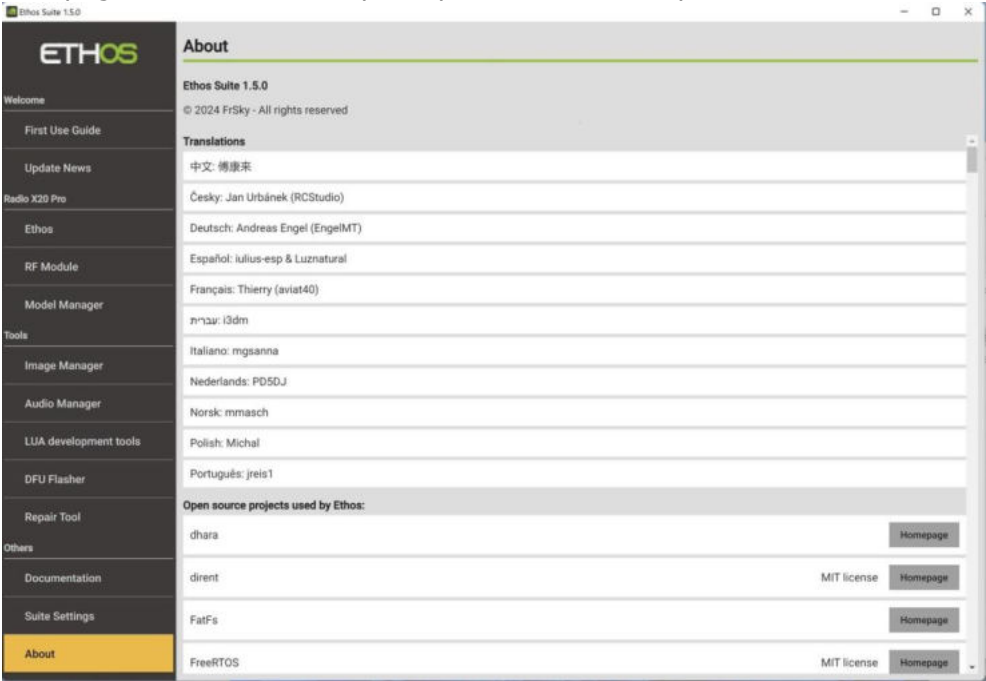 Ethos Suite 1.5.0
ETHOS
Welcome
First Use Guide
Update News
Radio X20 Pro
Ethos
RF Module
Model Manager
Tools
Image Manager
Audio Manager
LUA development tools
DFU Flasher
Repair Tool
Others
Documentation
Suite Settings
About
About
Ethos Suite 1.5.0
© 2024 FrSky - All rights reserved
Translations
中文: 傅康来
Česky: Jan Urbánek (RCStudio)
Deutsch: Andreas Engel (EngelMT)
Español: iulius-esp & Luznatural
Français: Thierry (aviat40)
עברית: i3dm
Italiano: mgsanna
Nederlands: PD5DJ
Norsk: mmasch
Polish: Michal
Português: jreis1
Open source projects used by Ethos:
dhara Homepage
dirent MIT license Homepage
FatFs Homepage
FreeRTOS MIT license Homepage